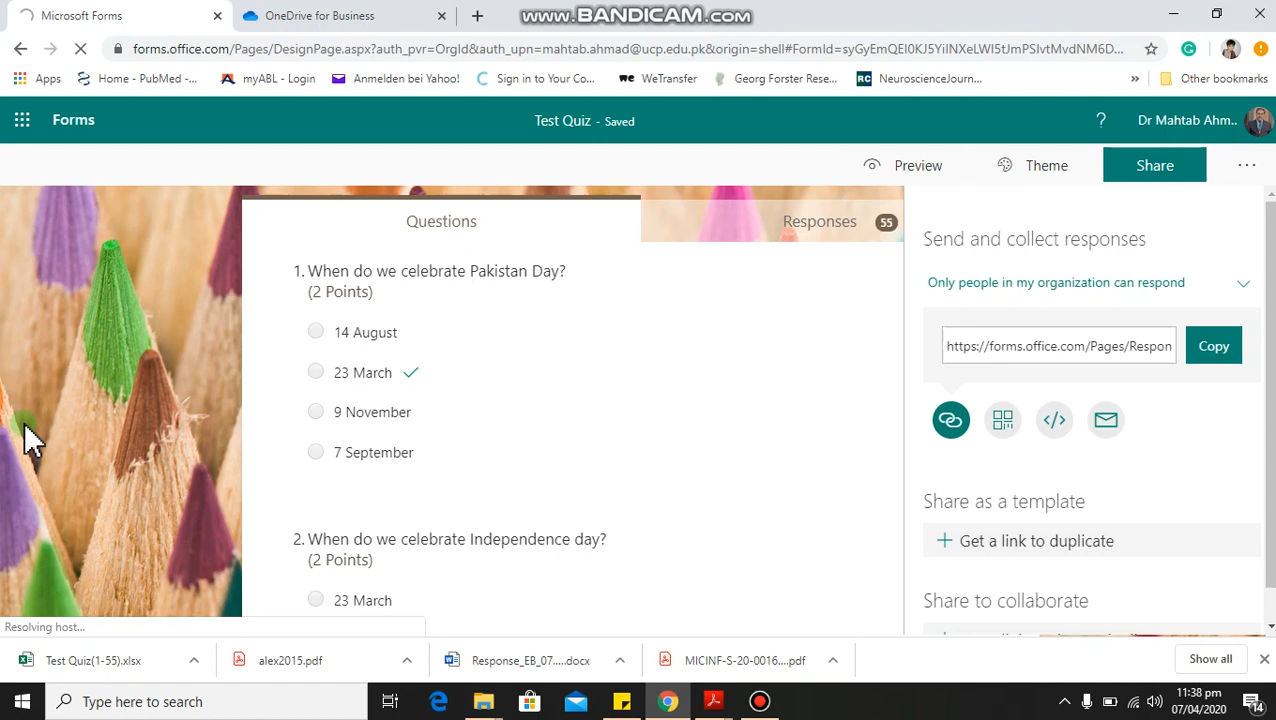 Microsoft Forms
OneDrive for Business
www.BANDICAM.com
forms.office.com/Pages/DesignPage.aspx?auth_pvr=OrgId&auth_upn=mahtab.ahmad@ucp.edu.pk&origin=shell#FormId=syGyEmQEI0KJ5YiINXeLWI5tJmPSIvtMvdNM6D...
Apps
Home - PubMed -...
myABL - Login
Anmelden bei Yahoo!
Sign in to Your Co...
we WeTransfer
Georg Forster Rese...
RC NeuroscienceJourn...
»
Other bookmarks
Forms
Test Quiz - Saved
?
Dr Mahtab Ahm..
Preview
Theme
Share
...
Questions
Responses 55
1. When do we celebrate Pakistan Day?
(2 Points)
14 August
23 March
9 November
7 September
2. When do we celebrate Independence day?
(2 Points)
23 March
Send and collect responses
Only people in my organization can respond
https://forms.office.com/Pages/Respon
Copy
Share as a template
+ Get a link to duplicate
Share to collaborate
Resolving host...
Test Quiz(1-55).xlsx
alex2015.pdf
Response_EB_07.....docx
MICINF-S-20-0016....pdf
Show all
Type here to search
11:38 pm
07/04/2020
14